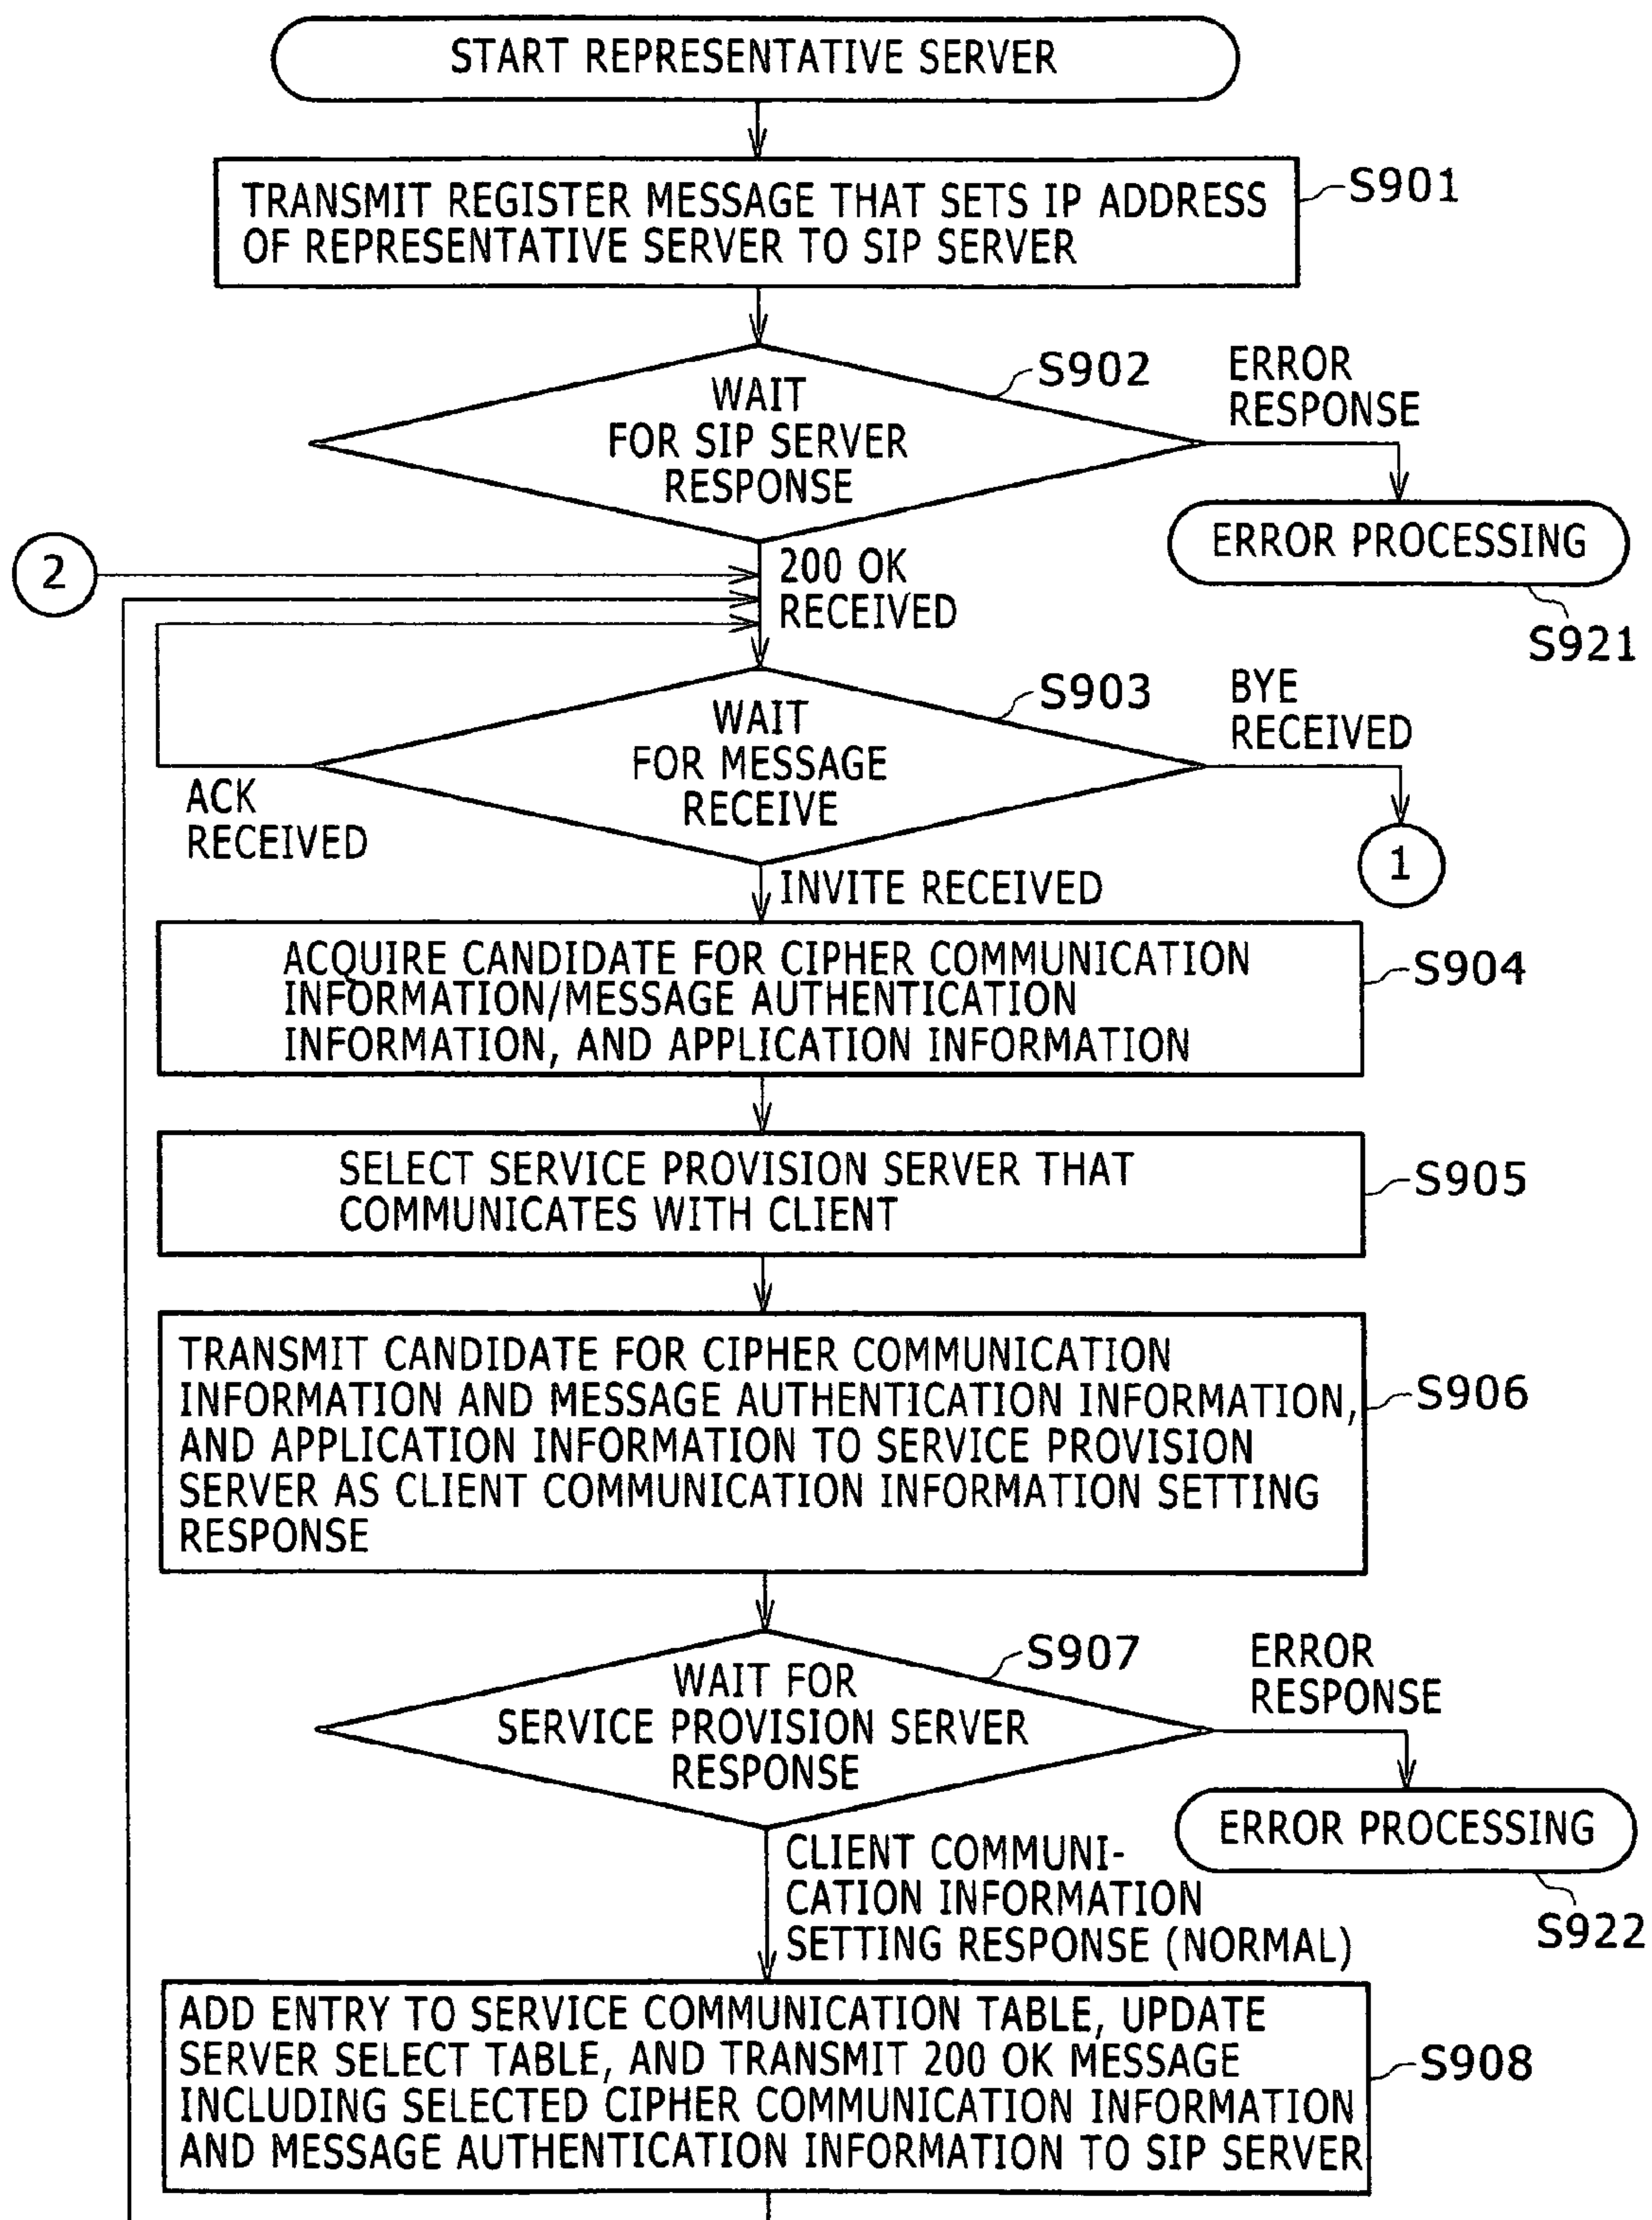 START REPRESENTATIVE SERVER
TRANSMIT REGISTER MESSAGE THAT SETS IP ADDRESS
OF REPRESENTATIVE SERVER TO SIP SERVER
S901
WAIT
FOR SIP SERVER
RESPONSE
S902
ERROR
RESPONSE
ERROR PROCESSING
S921
2
200 OK
RECEIVED
WAIT
FOR MESSAGE
RECEIVE
S903
BYE
RECEIVED
1
ACK
RECEIVED
INVITE RECEIVED
ACQUIRE CANDIDATE FOR CIPHER COMMUNICATION
INFORMATION/MESSAGE AUTHENTICATION
INFORMATION, AND APPLICATION INFORMATION
S904
SELECT SERVICE PROVISION SERVER THAT
COMMUNICATES WITH CLIENT
S905
TRANSMIT CANDIDATE FOR CIPHER COMMUNICATION
INFORMATION AND MESSAGE AUTHENTICATION INFORMATION,
AND APPLICATION INFORMATION TO SERVICE PROVISION
SERVER AS CLIENT COMMUNICATION INFORMATION SETTING
RESPONSE
S906
WAIT FOR
SERVICE PROVISION SERVER
RESPONSE
S907
ERROR
RESPONSE
ERROR PROCESSING
S922
CLIENT COMMUNI-
CATION INFORMATION
SETTING RESPONSE (NORMAL)
ADD ENTRY TO SERVICE COMMUNICATION TABLE, UPDATE
SERVER SELECT TABLE, AND TRANSMIT 200 OK MESSAGE
INCLUDING SELECTED CIPHER COMMUNICATION INFORMATION
AND MESSAGE AUTHENTICATION INFORMATION TO SIP SERVER
S908